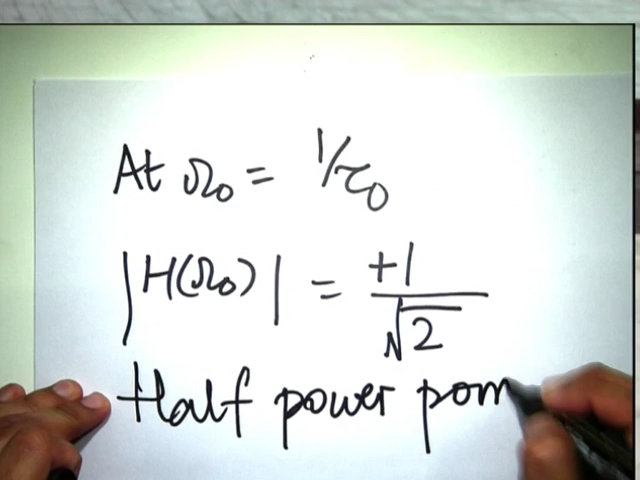 At Ω₀ = 1/τ₀
|H(Ω₀)| = +1/√2
Half power